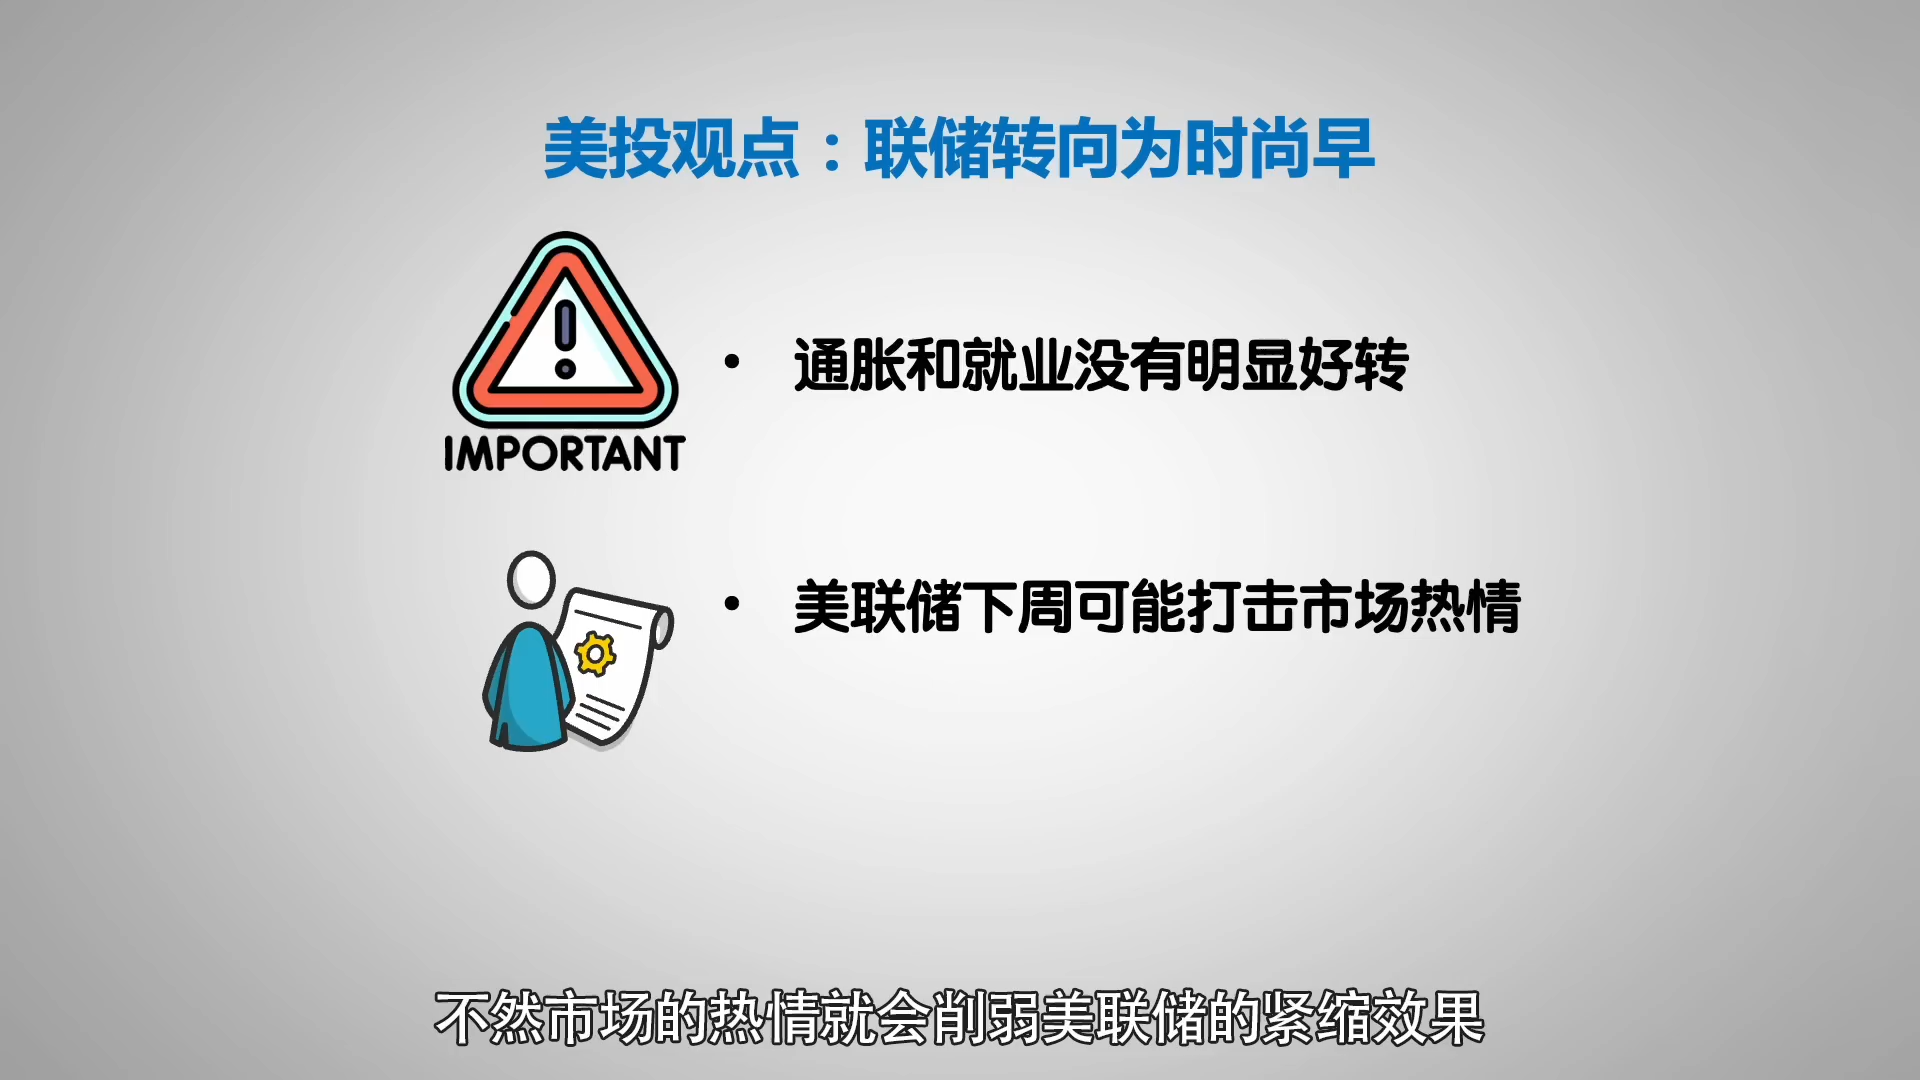 美投观点：联储转向为时尚早
IMPORTANT
• 通胀和就业没有明显好转
• 美联储下周可能打击市场热情
不然市场的热情就会削弱美联储的紧缩效果